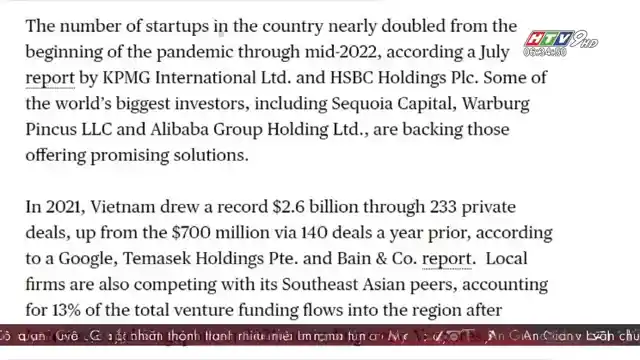 HTV9HD
06:34:50
The number of startups in the country nearly doubled from the
beginning of the pandemic through mid-2022, according a July
report by KPMG International Ltd. and HSBC Holdings Plc. Some of
the world's biggest investors, including Sequoia Capital, Warburg
Pincus LLC and Alibaba Group Holding Ltd., are backing those
offering promising solutions.
In 2021, Vietnam drew a record $2.6 billion through 233 private
deals, up from the $700 million via 140 deals a year prior, according
to a Google, Temasek Holdings Pte. and Bain & Co. report. Local
firms are also competing with its Southeast Asian peers, accounting
for 13% of the total venture funding flows into the region after